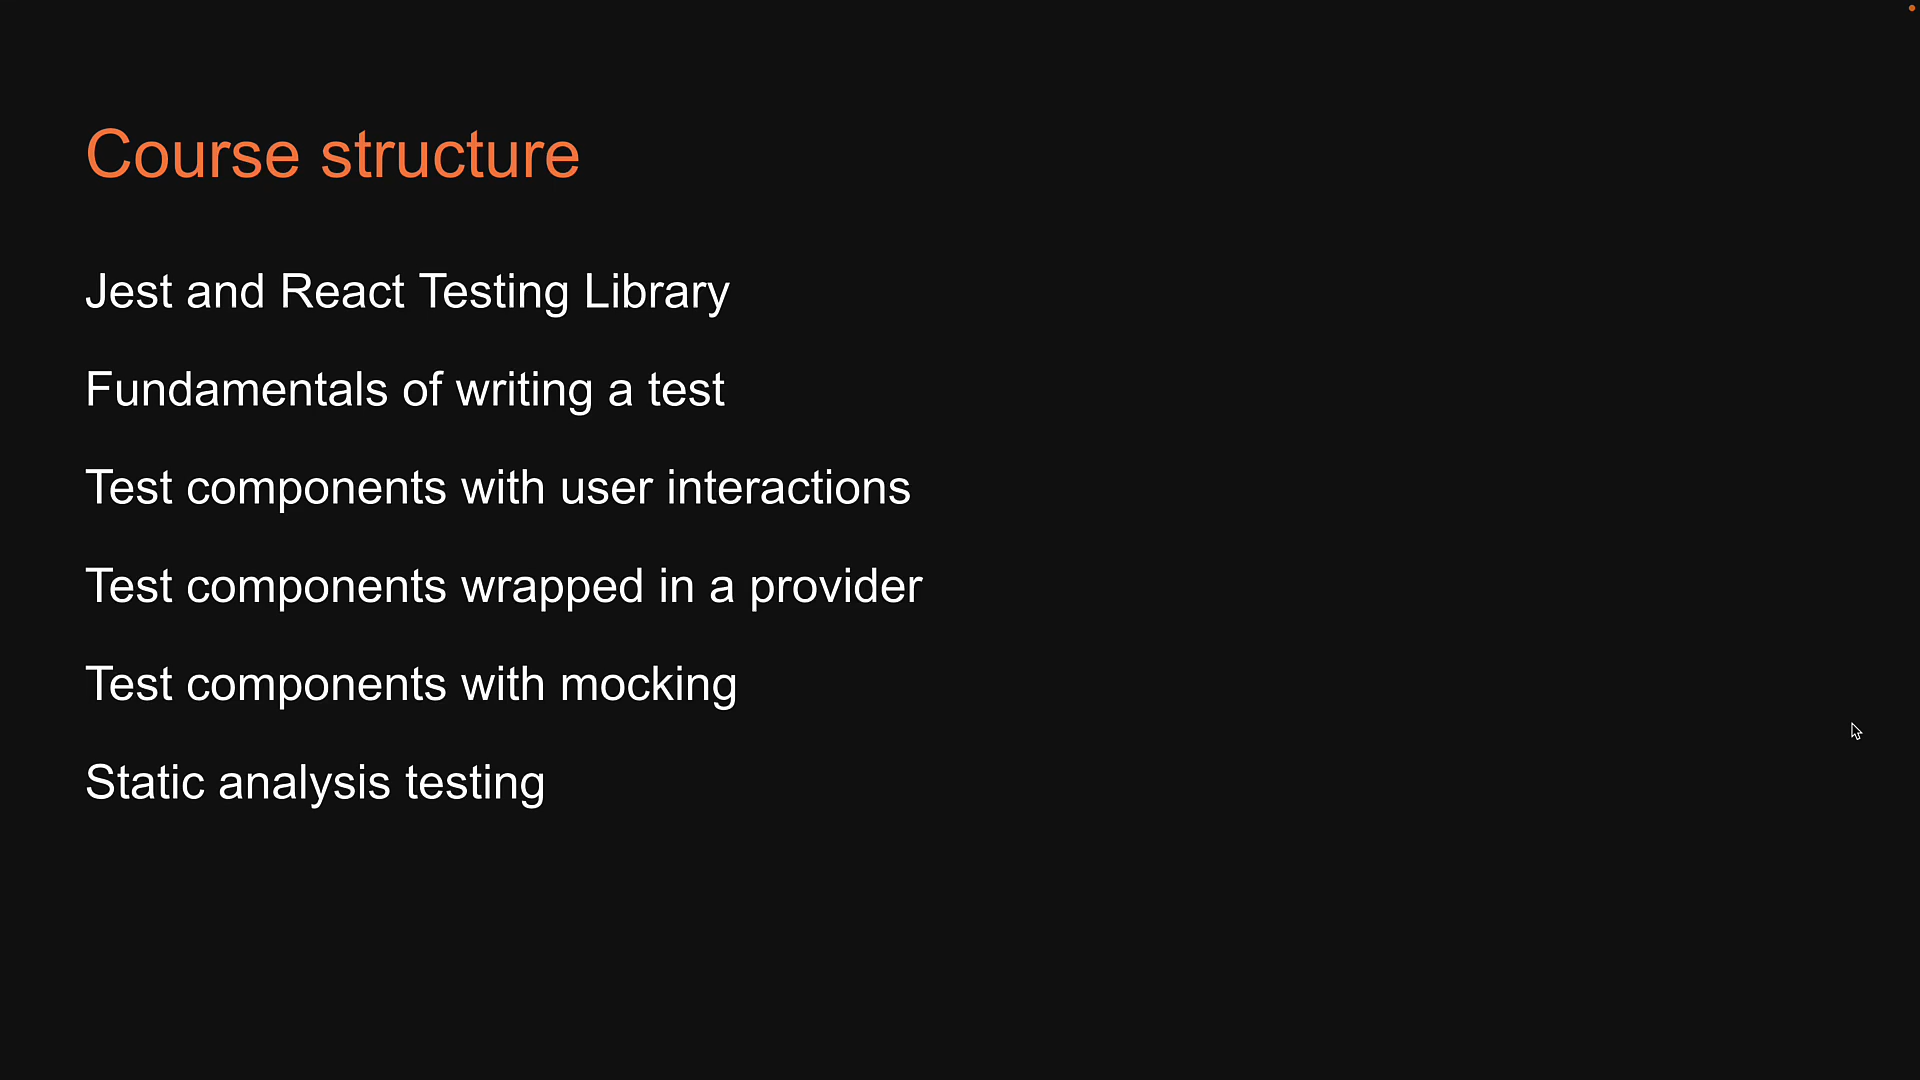 Course structure
Jest and React Testing Library
Fundamentals of writing a test
Test components with user interactions
Test components wrapped in a provider
Test components with mocking
Static analysis testing